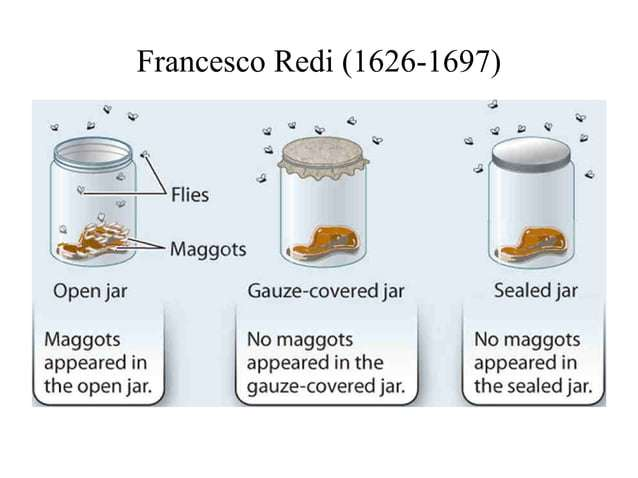 Francesco Redi (1626-1697)
Flies
Maggots
Open jar
Gauze-covered jar
Sealed jar
Maggots
appeared in
the open jar.
No maggots
appeared in the
gauze-covered jar.
No maggots
appeared in
the sealed jar.